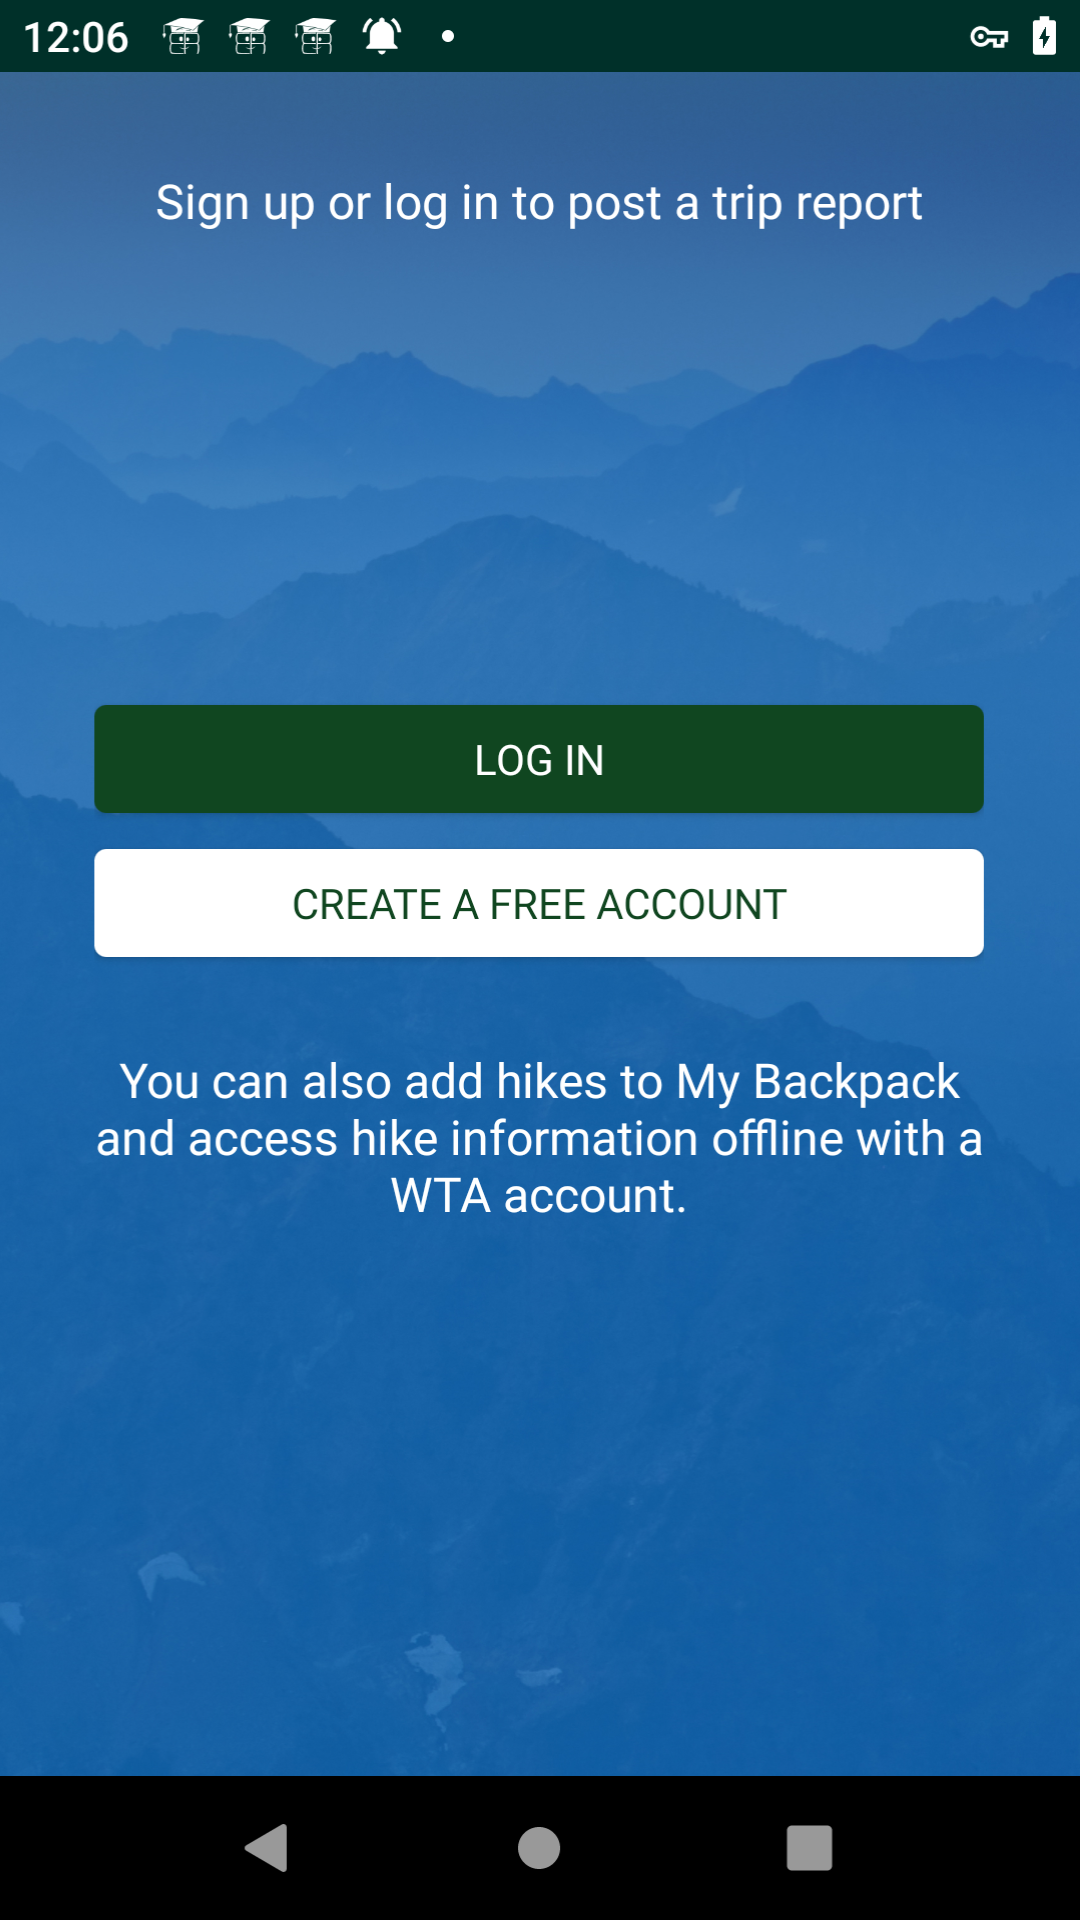 12:06
Sign up or log in to post a trip report
LOG IN
CREATE A FREE ACCOUNT
You can also add hikes to My Backpack
and access hike information offline with a
WTA account.